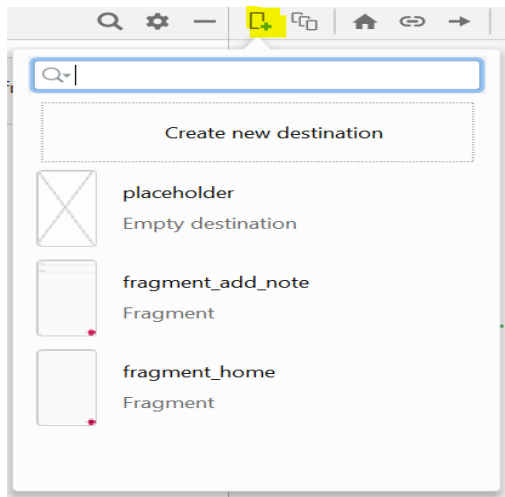 Create new destination
placeholder
Empty destination
fragment_add_note
Fragment
fragment_home
Fragment